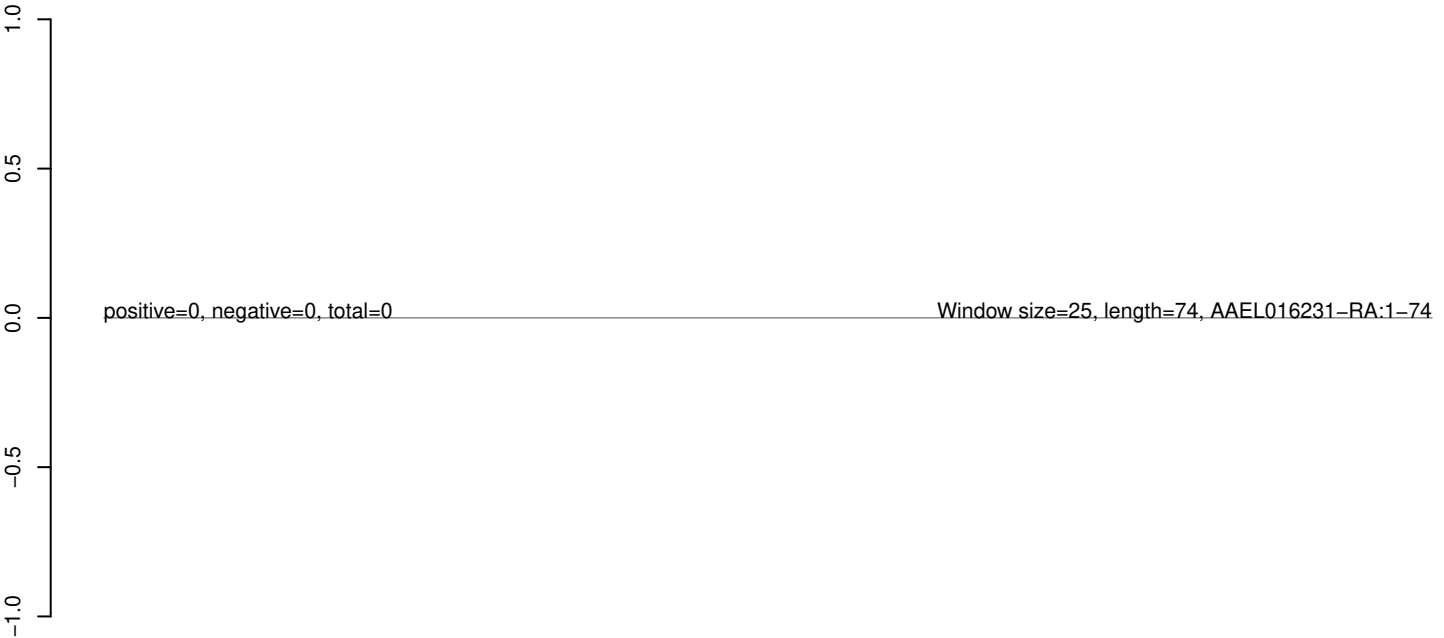 1.0
0.5
0.0
−0.5
−1.0
positive=0, negative=0, total=0
Window size=25, length=74, AAEL016231−RA:1−74